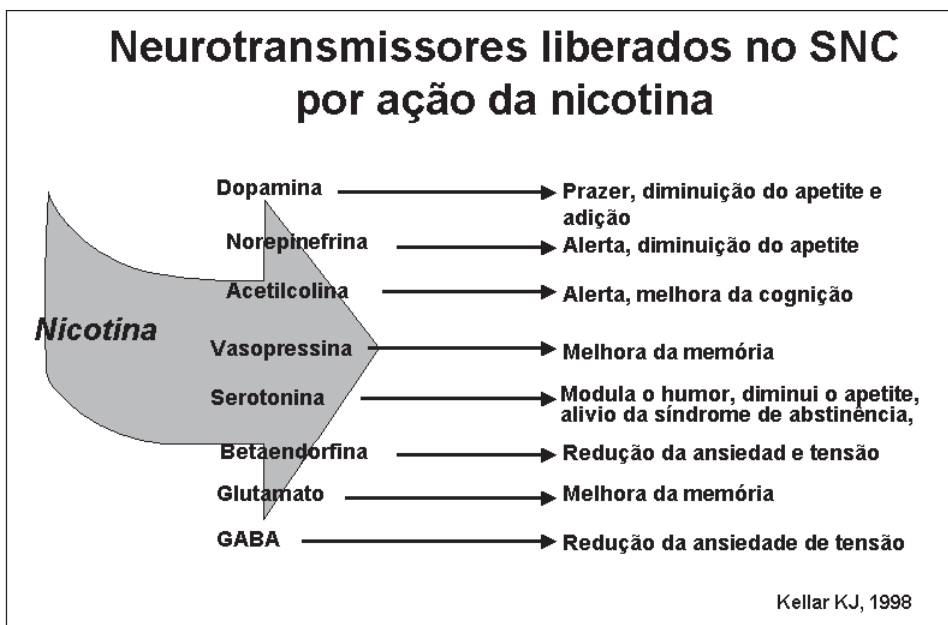 Neurotransmissores liberados no SNC
por ação da nicotina
Nicotina
Dopamina
Prazer, diminuição do apetite e
adição
Norepinefrina
Alerta, diminuição do apetite
Acetilcolina
Alerta, melhora da cognição
Vasopressina
Melhora da memória
Serotonina
Modula o humor, diminui o apetite,
alivio da síndrome de abstinência,
Betaendorfina
Redução da ansiedad e tensão
Glutamato
Melhora da memória
GABA
Redução da ansiedade de tensão
Kellar KJ, 1998